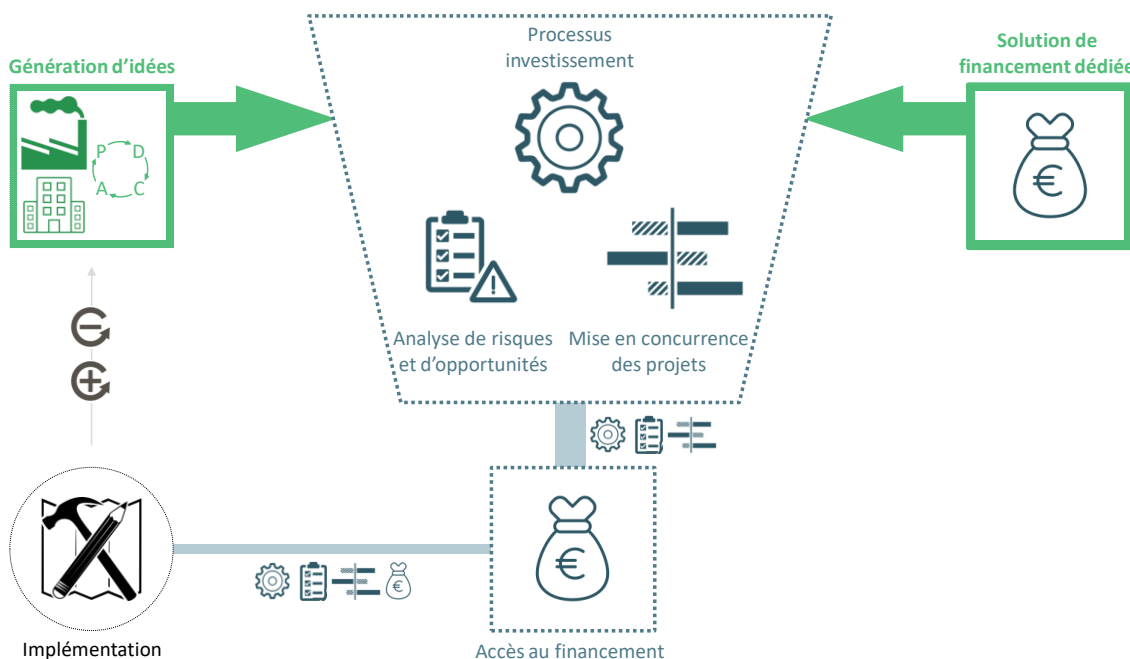 Processus
investissement
Génération d'idées
Solution de
financement dédiée
P D
A C
€
Analyse de risques
et d'opportunités
Mise en concurrence
des projets
€
€
Implémentation
Accès au financement